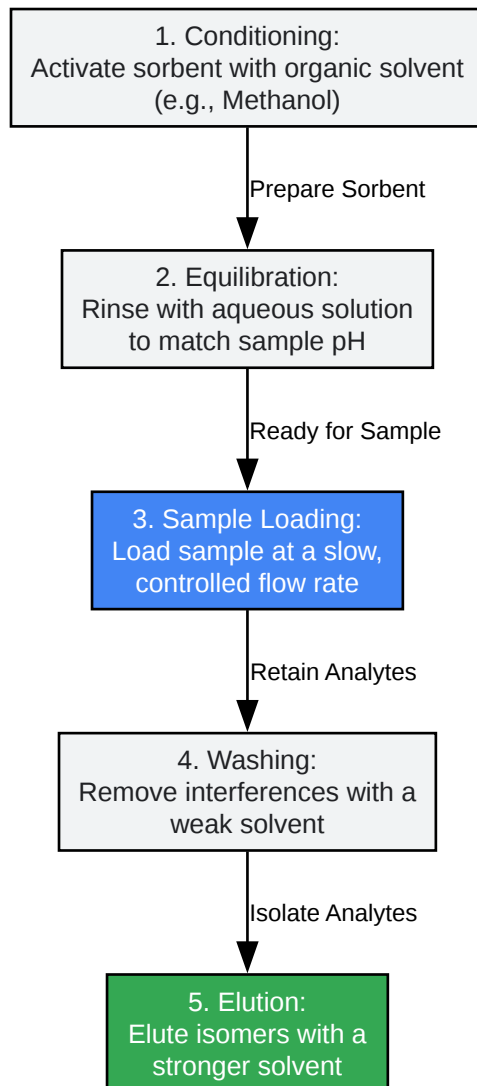 1. Conditioning:
Activate sorbent with organic solvent
(e.g., Methanol)
Prepare Sorbent
2. Equilibration:
Rinse with aqueous solution
to match sample pH
Ready for Sample
3. Sample Loading:
Load sample at a slow,
controlled flow rate
Retain Analytes
4. Washing:
Remove interferences with a
weak solvent
Isolate Analytes
5. Elution:
Elute isomers with a
stronger solvent